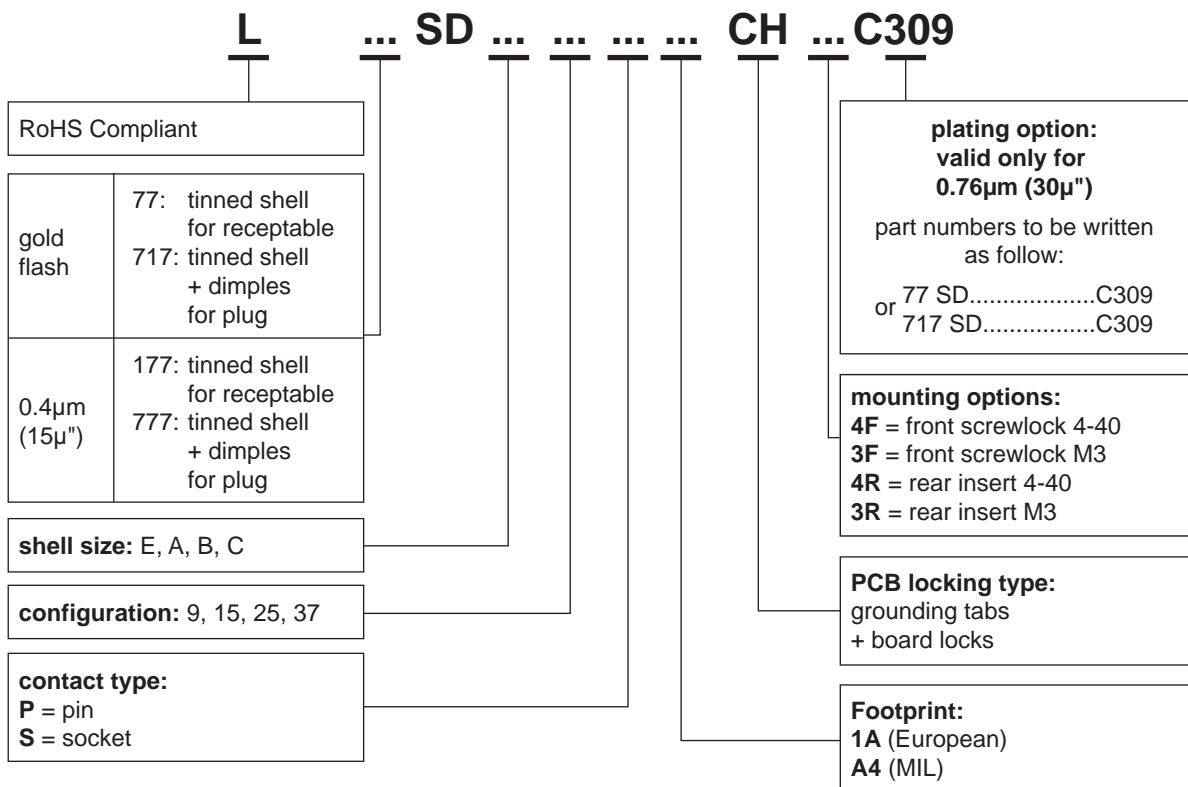 L ... SD ... ... ... ... CH ... C309
RoHS Compliant
gold
flash
77: tinned shell
for receptable
717: tinned shell
+ dimples
for plug
0.4µm
(15µ")
177: tinned shell
for receptable
777: tinned shell
+ dimples
for plug
shell size: E, A, B, C
configuration: 9, 15, 25, 37
contact type:
P = pin
S = socket
plating option:
valid only for
0.76µm (30µ")
part numbers to be written
as follow:
77 SD...................C309
or
717 SD.................C309
mounting options:
4F = front screwlock 4-40
3F = front screwlock M3
4R = rear insert 4-40
3R = rear insert M3
PCB locking type:
grounding tabs
+ board locks
Footprint:
1A (European)
A4 (MIL)